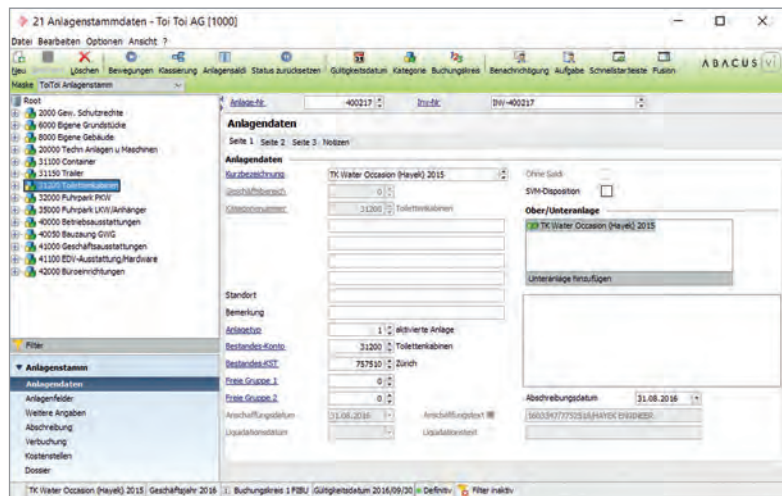 21 Anlagenstammdaten - Toi Toi AG [1000]
Datei Bearbeiten Optionen Ansicht ?
Neu Löschen Bewegungen Klassierung Anlagensaldi Status zurücksetzen Gültigkeitsdatum Kategorie Buchungskreis Benachrichtigung Aufgabe Schnellstarttaste Fusion
ABACUS vi
Maske ToiToi Anlagenstamm
Root
2000 Gew. Schutzrechte
6000 Eigene Grundstücke
8000 Eigene Gebäude
20000 Techn Anlagen u Maschinen
31100 Container
31150 Trailer
31200 Toilettenkabinen
32000 Fuhrpark PKW
35000 Fuhrpark LKW/Anhänger
40000 Betriebsausstattungen
40050 Bauzaung GWG
41000 Geschäftsausstattungen
41100 EDV-Ausstattung/Hardware
42000 Büroeinrichtungen
Filter
Anlagenstamm
Anlagendaten
Anlagenfelder
Weitere Angaben
Abschreibung
Verbuchung
Kostenstellen
Dossier
Anlage-Nr. 400217 Inv-Nr. INV-400217
Anlagendaten
Seite 1 Seite 2 Seite 3 Notizen
Anlagendaten
Kurzbezeichnung TK Water Occasion (Hayek) 2015 Ohne Saldi
Geschäftsbereich 0 SVM-Disposition
Kategorienummer 31200 Toilettenkabinen Ober/Unteranlage
TK Water Occasion (Hayek) 2015
Unteranlage hinzufügen
Standort
Bemerkung
Anlagetyp 1 aktivierte Anlage
Bestandes-Konto 31200 Toilettenkabinen
Bestandes-KST 757510 Zürich
Freie Gruppe 1 0
Freie Gruppe 2 0 Abschreibungsdatum 31.08.2016
Anschaffungsdatum 31.08.2016 Anschaffungstext
Liquidationsdatum Liquidationstext
TK Water Occasion (Hayek) 2015 Geschäftsjahr 2016 1 Buchungskreis 1 FIBU Gültigkeitsdatum 2016/09/30 Definitiv Filter inaktiv